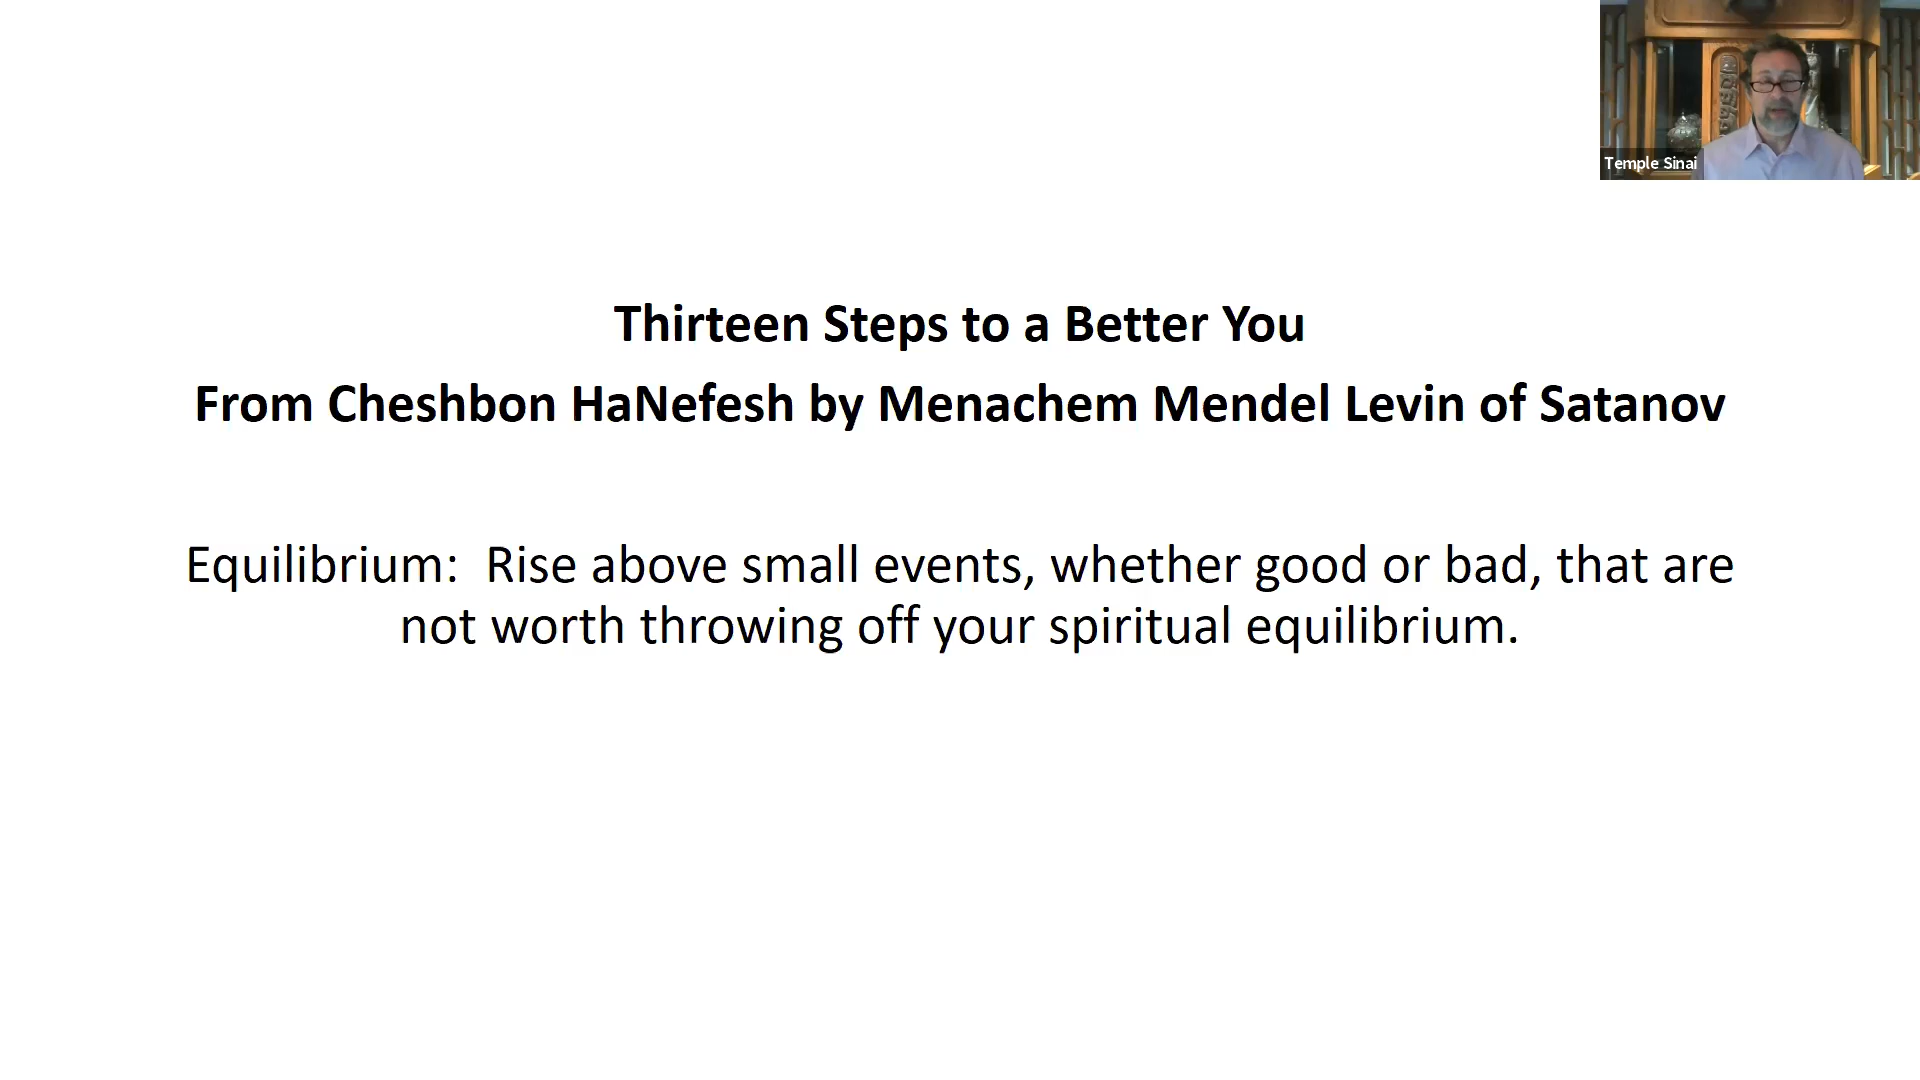 Temple Sinai
Thirteen Steps to a Better You
From Cheshbon HaNefesh by Menachem Mendel Levin of Satanov
Equilibrium:  Rise above small events, whether good or bad, that are
not worth throwing off your spiritual equilibrium.